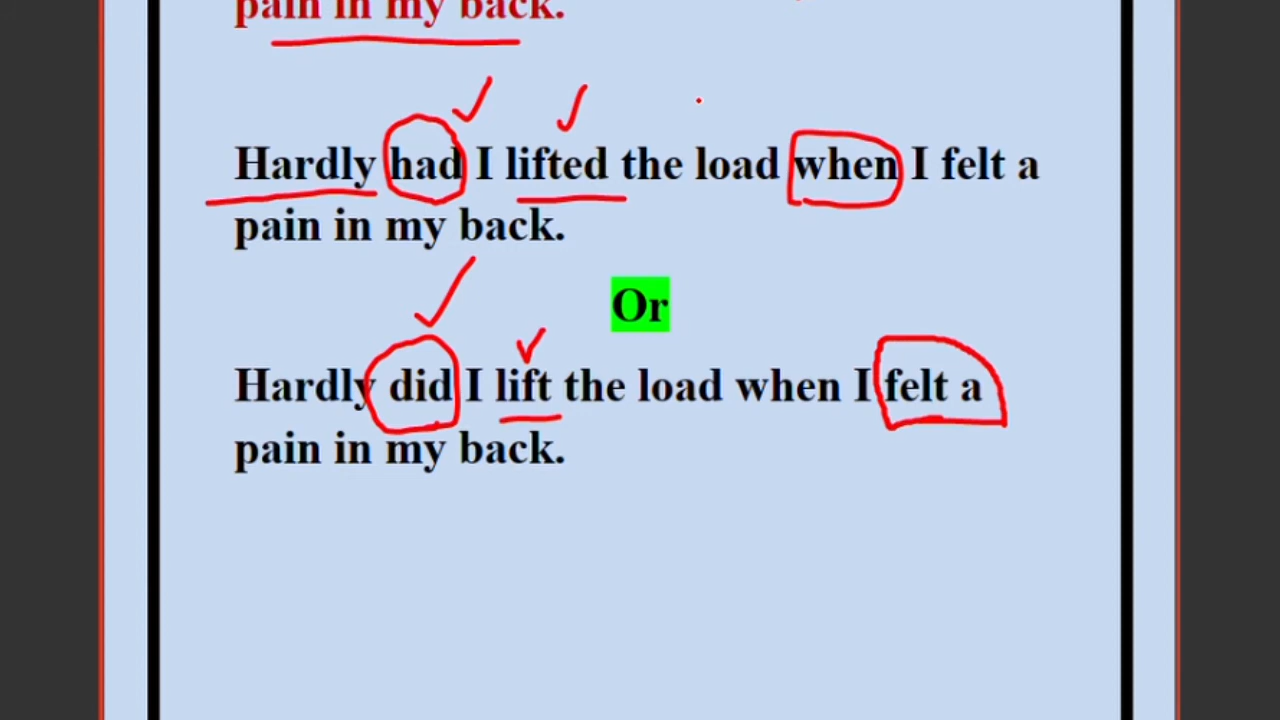 pain in my back.
Hardly had I lifted the load when I felt a
pain in my back.
Or
Hardly did I lift the load when I felt a
pain in my back.